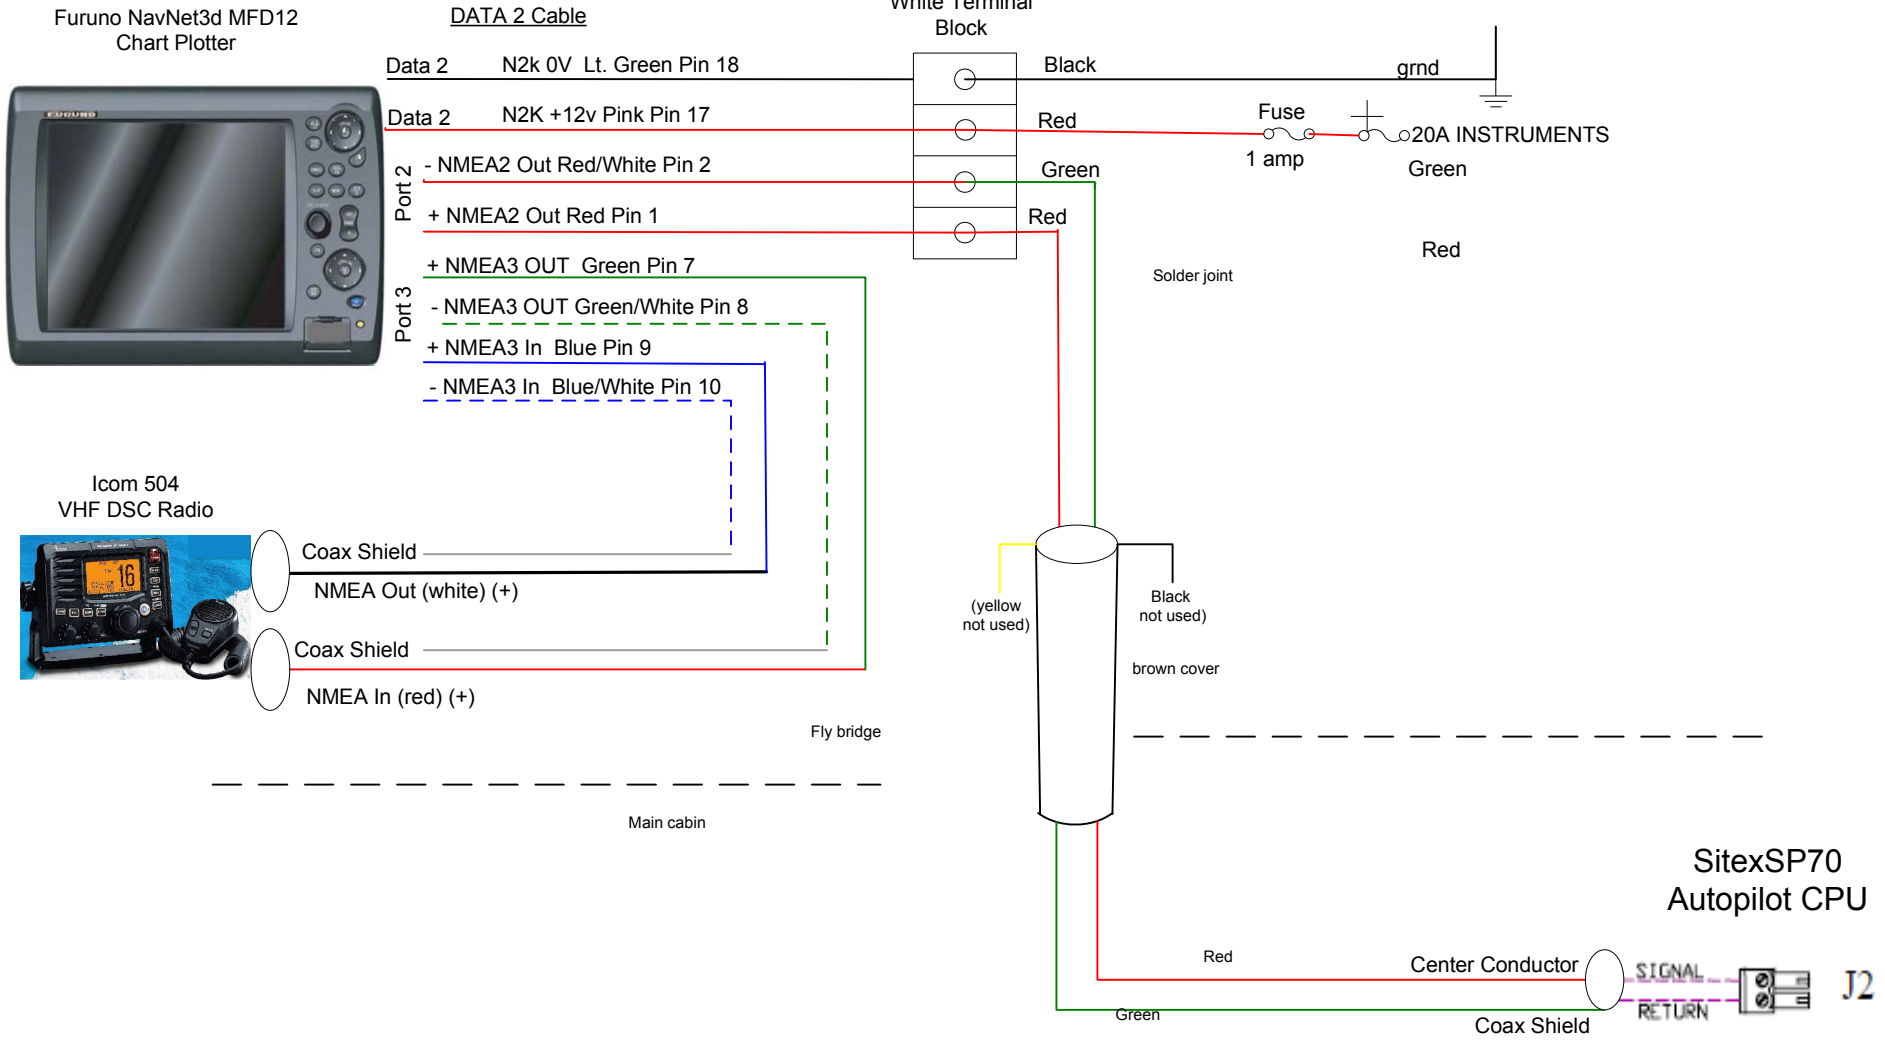 Furuno NavNet3d MFD12
Chart Plotter
DATA 2 Cable
White Terminal
Block
Data 2
N2k 0V Lt. Green Pin 18
Black
grnd
Data 2
N2K +12v Pink Pin 17
Red
Fuse
1 amp
20A INSTRUMENTS
Green
FURUNO
Port 2
- NMEA2 Out Red/White Pin 2
Green
+ NMEA2 Out Red Pin 1
Red
Red
Solder joint
Port 3
+ NMEA3 OUT Green Pin 7
- NMEA3 OUT Green/White Pin 8
+ NMEA3 In Blue Pin 9
- NMEA3 In Blue/White Pin 10
Icom 504
VHF DSC Radio
16
Coax Shield
NMEA Out (white) (+)
Coax Shield
NMEA In (red) (+)
(yellow
not used)
Black
not used)
brown cover
Fly bridge
Main cabin
SitexSP70
Autopilot CPU
Red
Center Conductor
SIGNAL
RETURN
J2
Green
Coax Shield